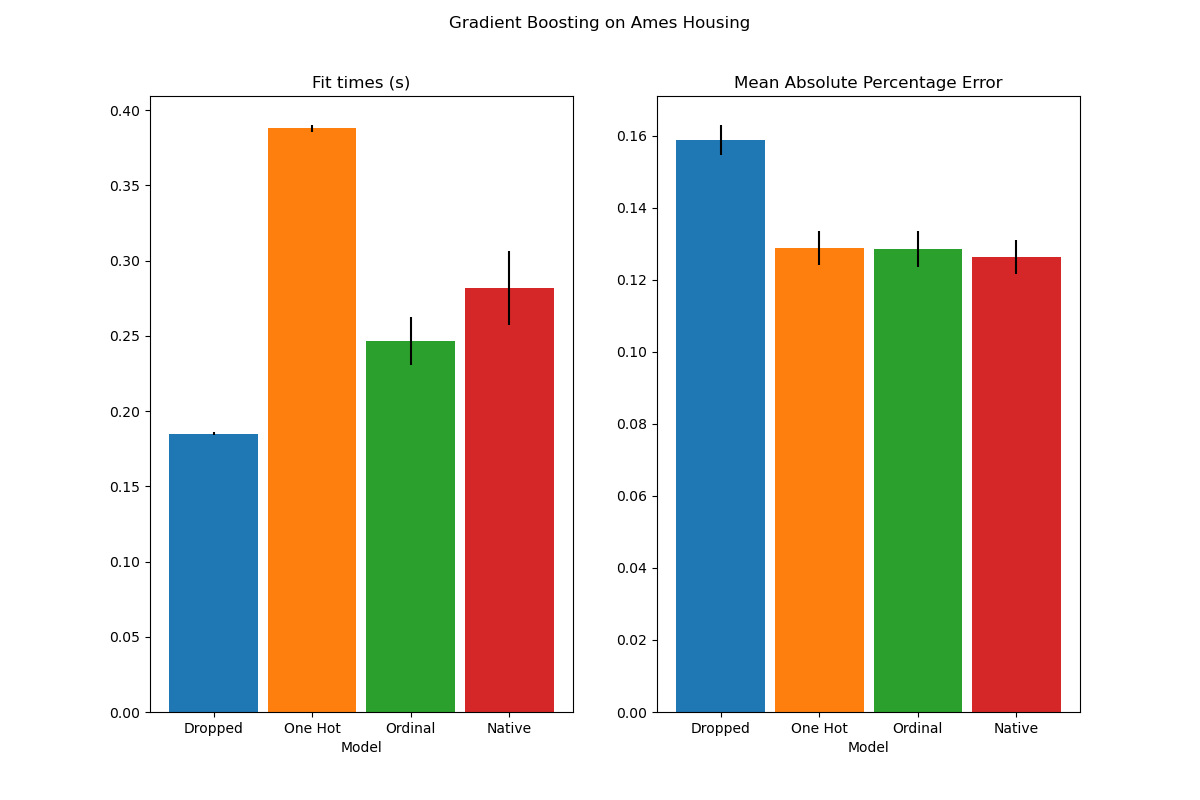 Gradient Boosting on Ames Housing
Fit times (s)
0.40
0.35
0.30
0.25
0.20
0.15
0.10
0.05
0.00
Dropped One Hot Ordinal Native
Model
Mean Absolute Percentage Error
0.16
0.14
0.12
0.10
0.08
0.06
0.04
0.02
0.00
Dropped One Hot Ordinal Native
Model